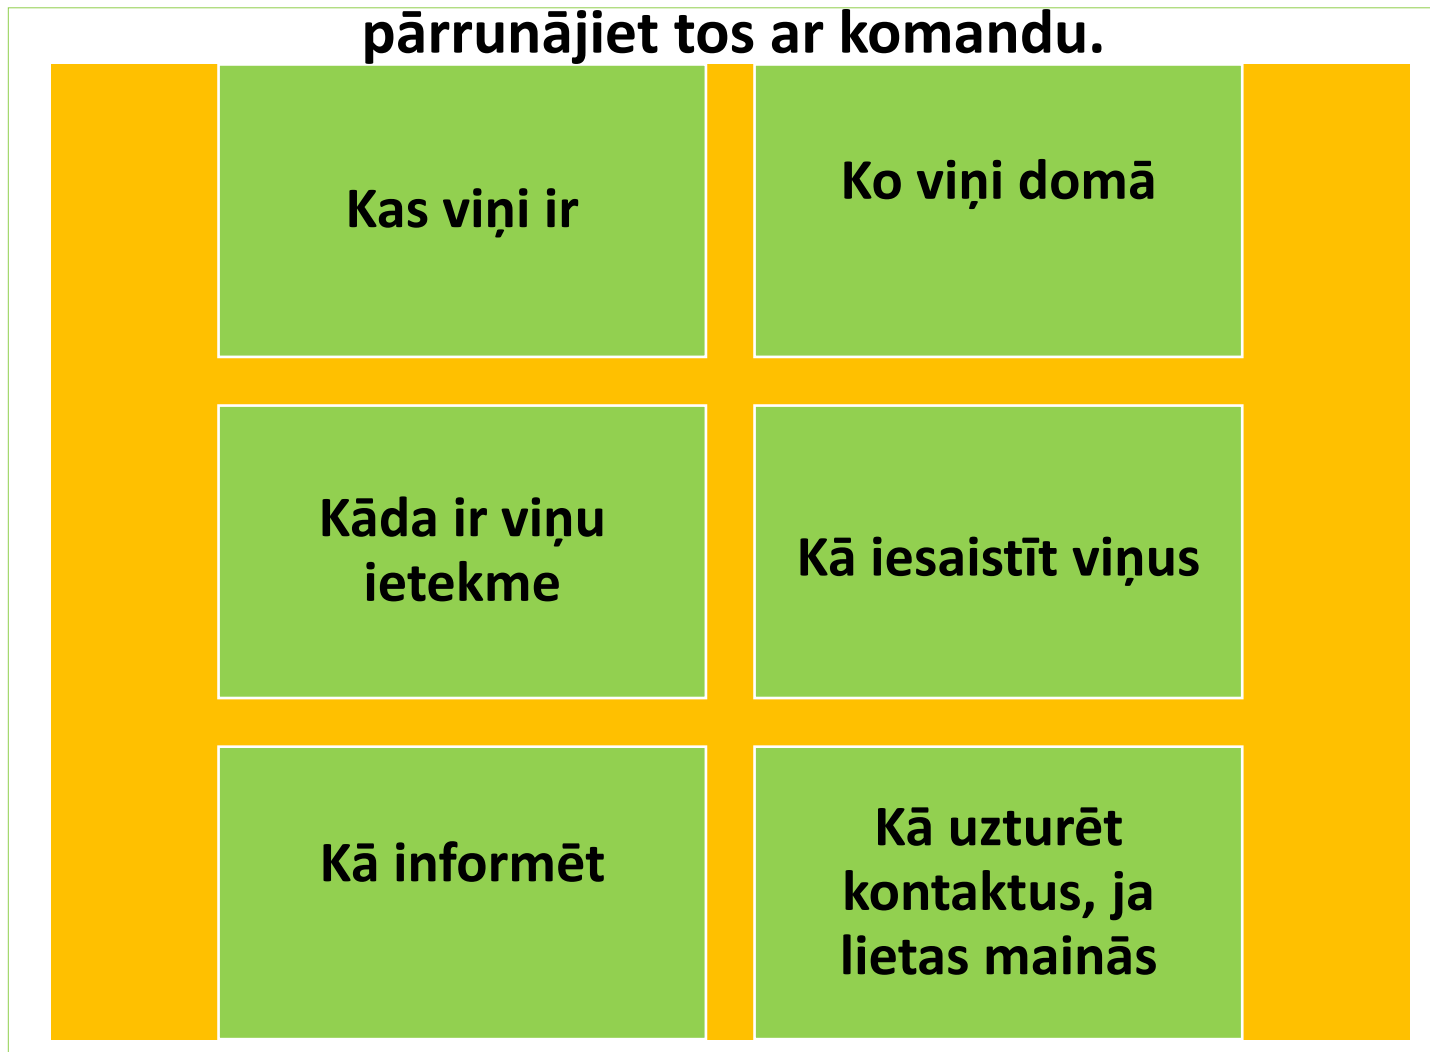 pārrunājiet tos ar komandu.
Kas viņi ir
Ko viņi domā
Kāda ir viņu
ietekme
Kā iesaistīt viņus
Kā informēt
Kā uzturēt
kontaktus, ja
lietas mainās